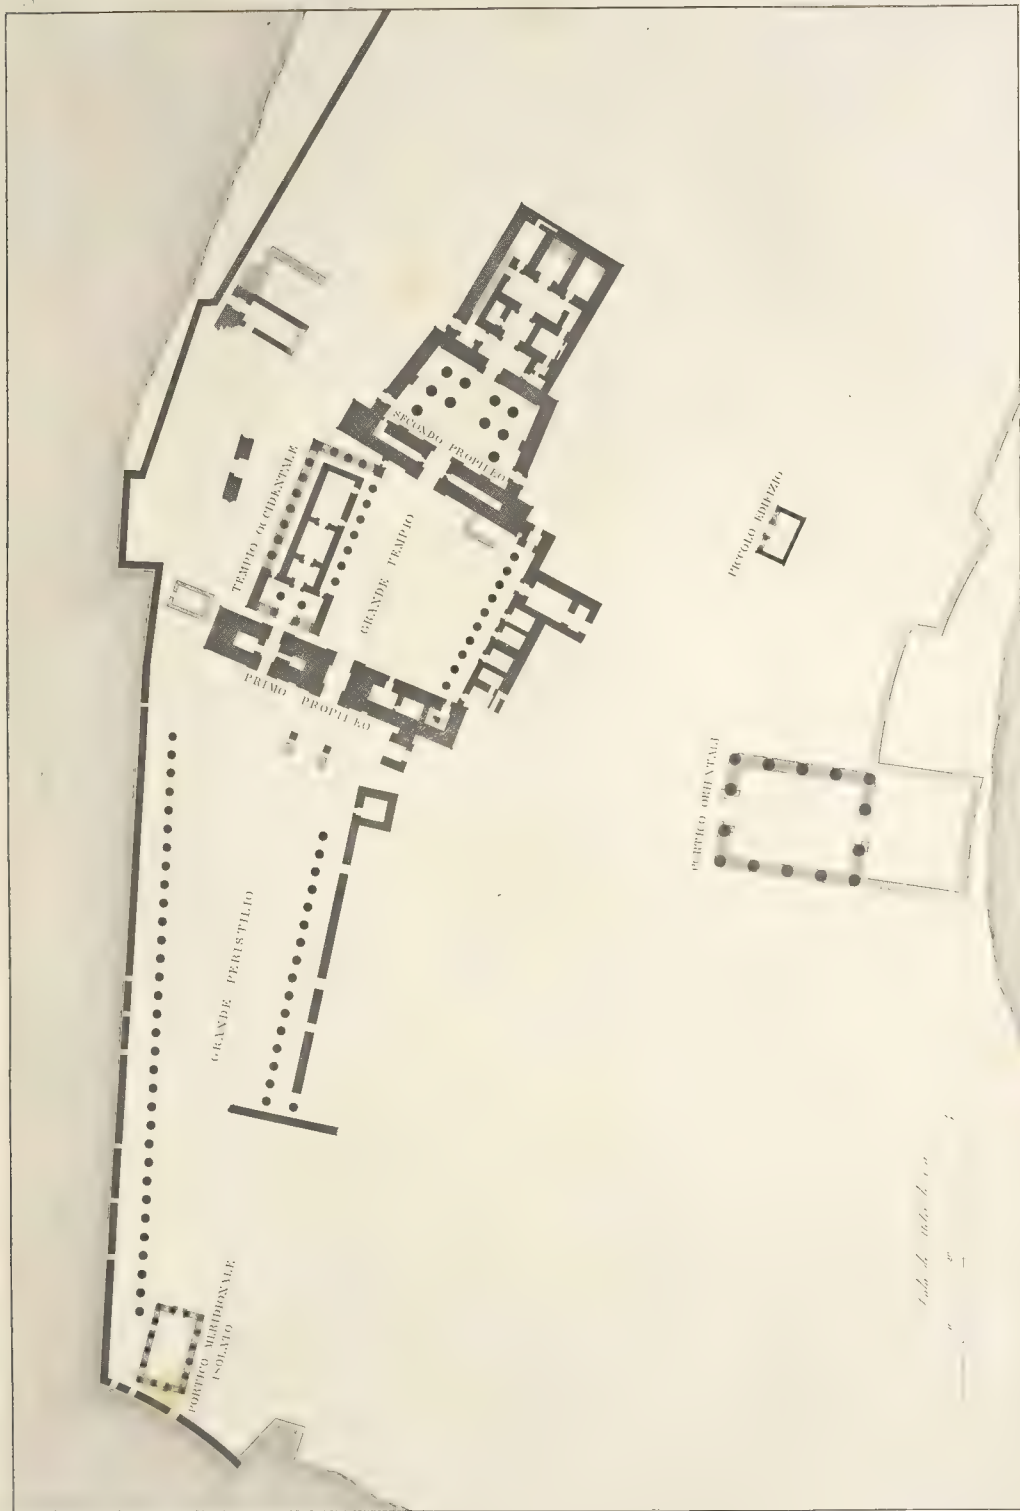 SECONDO PROPILEO
TEMPIO OCCIDENTALE
GRANDE TEMPIO
PICCOLO EDIFIZIO
PRIMO PROPILEO
PORTICO ORIENTALE
GRANDE PERISTILIO
PORTICO MERIDIONALE
ISOLATO